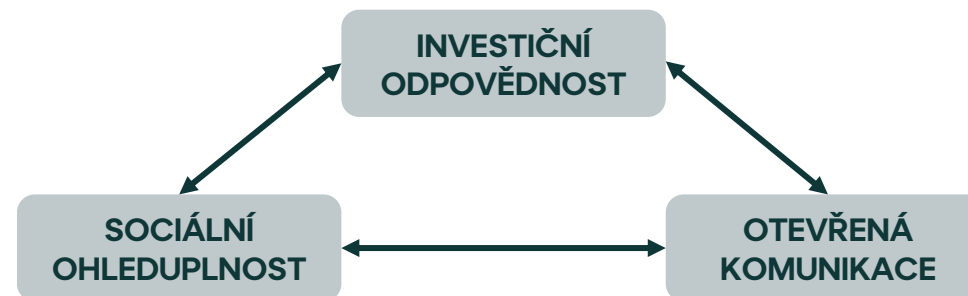 INVESTIČNÍ
ODPOVĚDNOST
SOCIÁLNÍ
OHLEDUPLNOST
OTEVŘENÁ
KOMUNIKACE